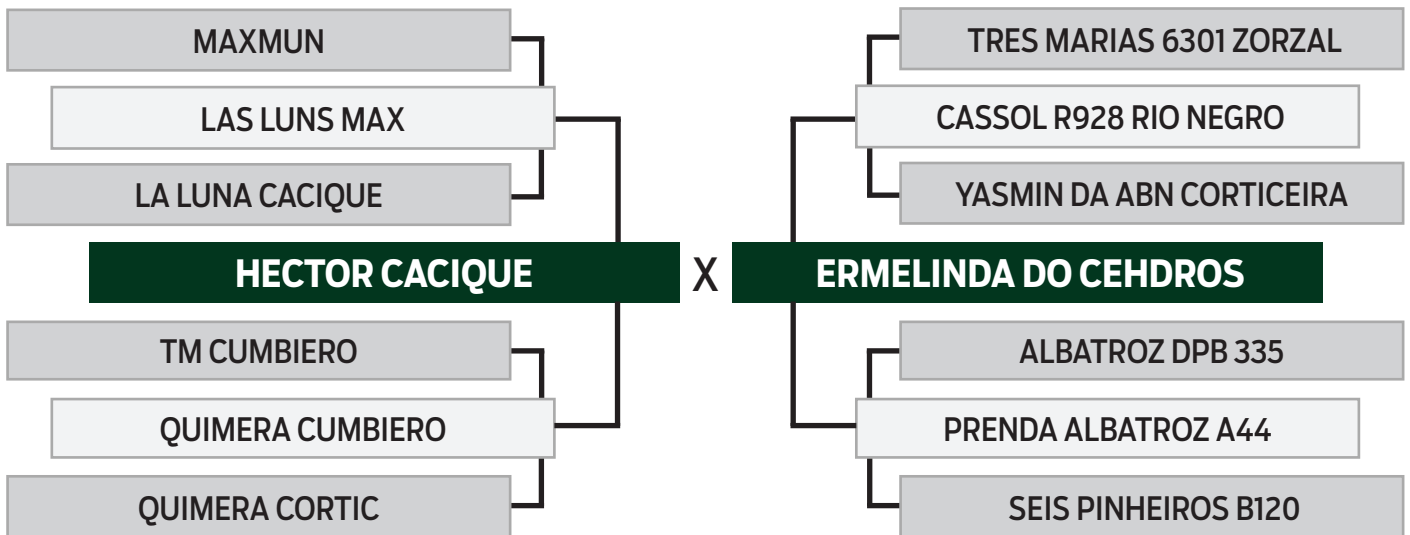 MAXMUN
TRES MARIAS 6301 ZORZAL
LAS LUNS MAX
CASSOL R928 RIO NEGRO
LA LUNA CACIQUE
YASMIN DA ABN CORTICEIRA
HECTOR CACIQUE X ERMELINDA DO CEHDROS
TM CUMBIERO
ALBATROZ DPB 335
QUIMERA CUMBIERO
PRENDA ALBATROZ A44
QUIMERA CORTIC
SEIS PINHEIROS B120